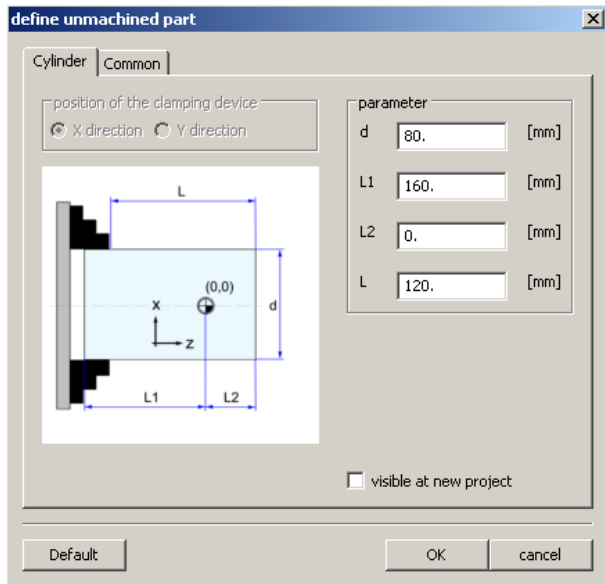 define unmachined part
Cylinder
Common
position of the clamping device
X direction
Y direction
L
(0,0)
X
Z
d
L1
L2
parameter
d 80. [mm]
L1 160. [mm]
L2 0. [mm]
L 120. [mm]
visible at new project
Default
OK
cancel